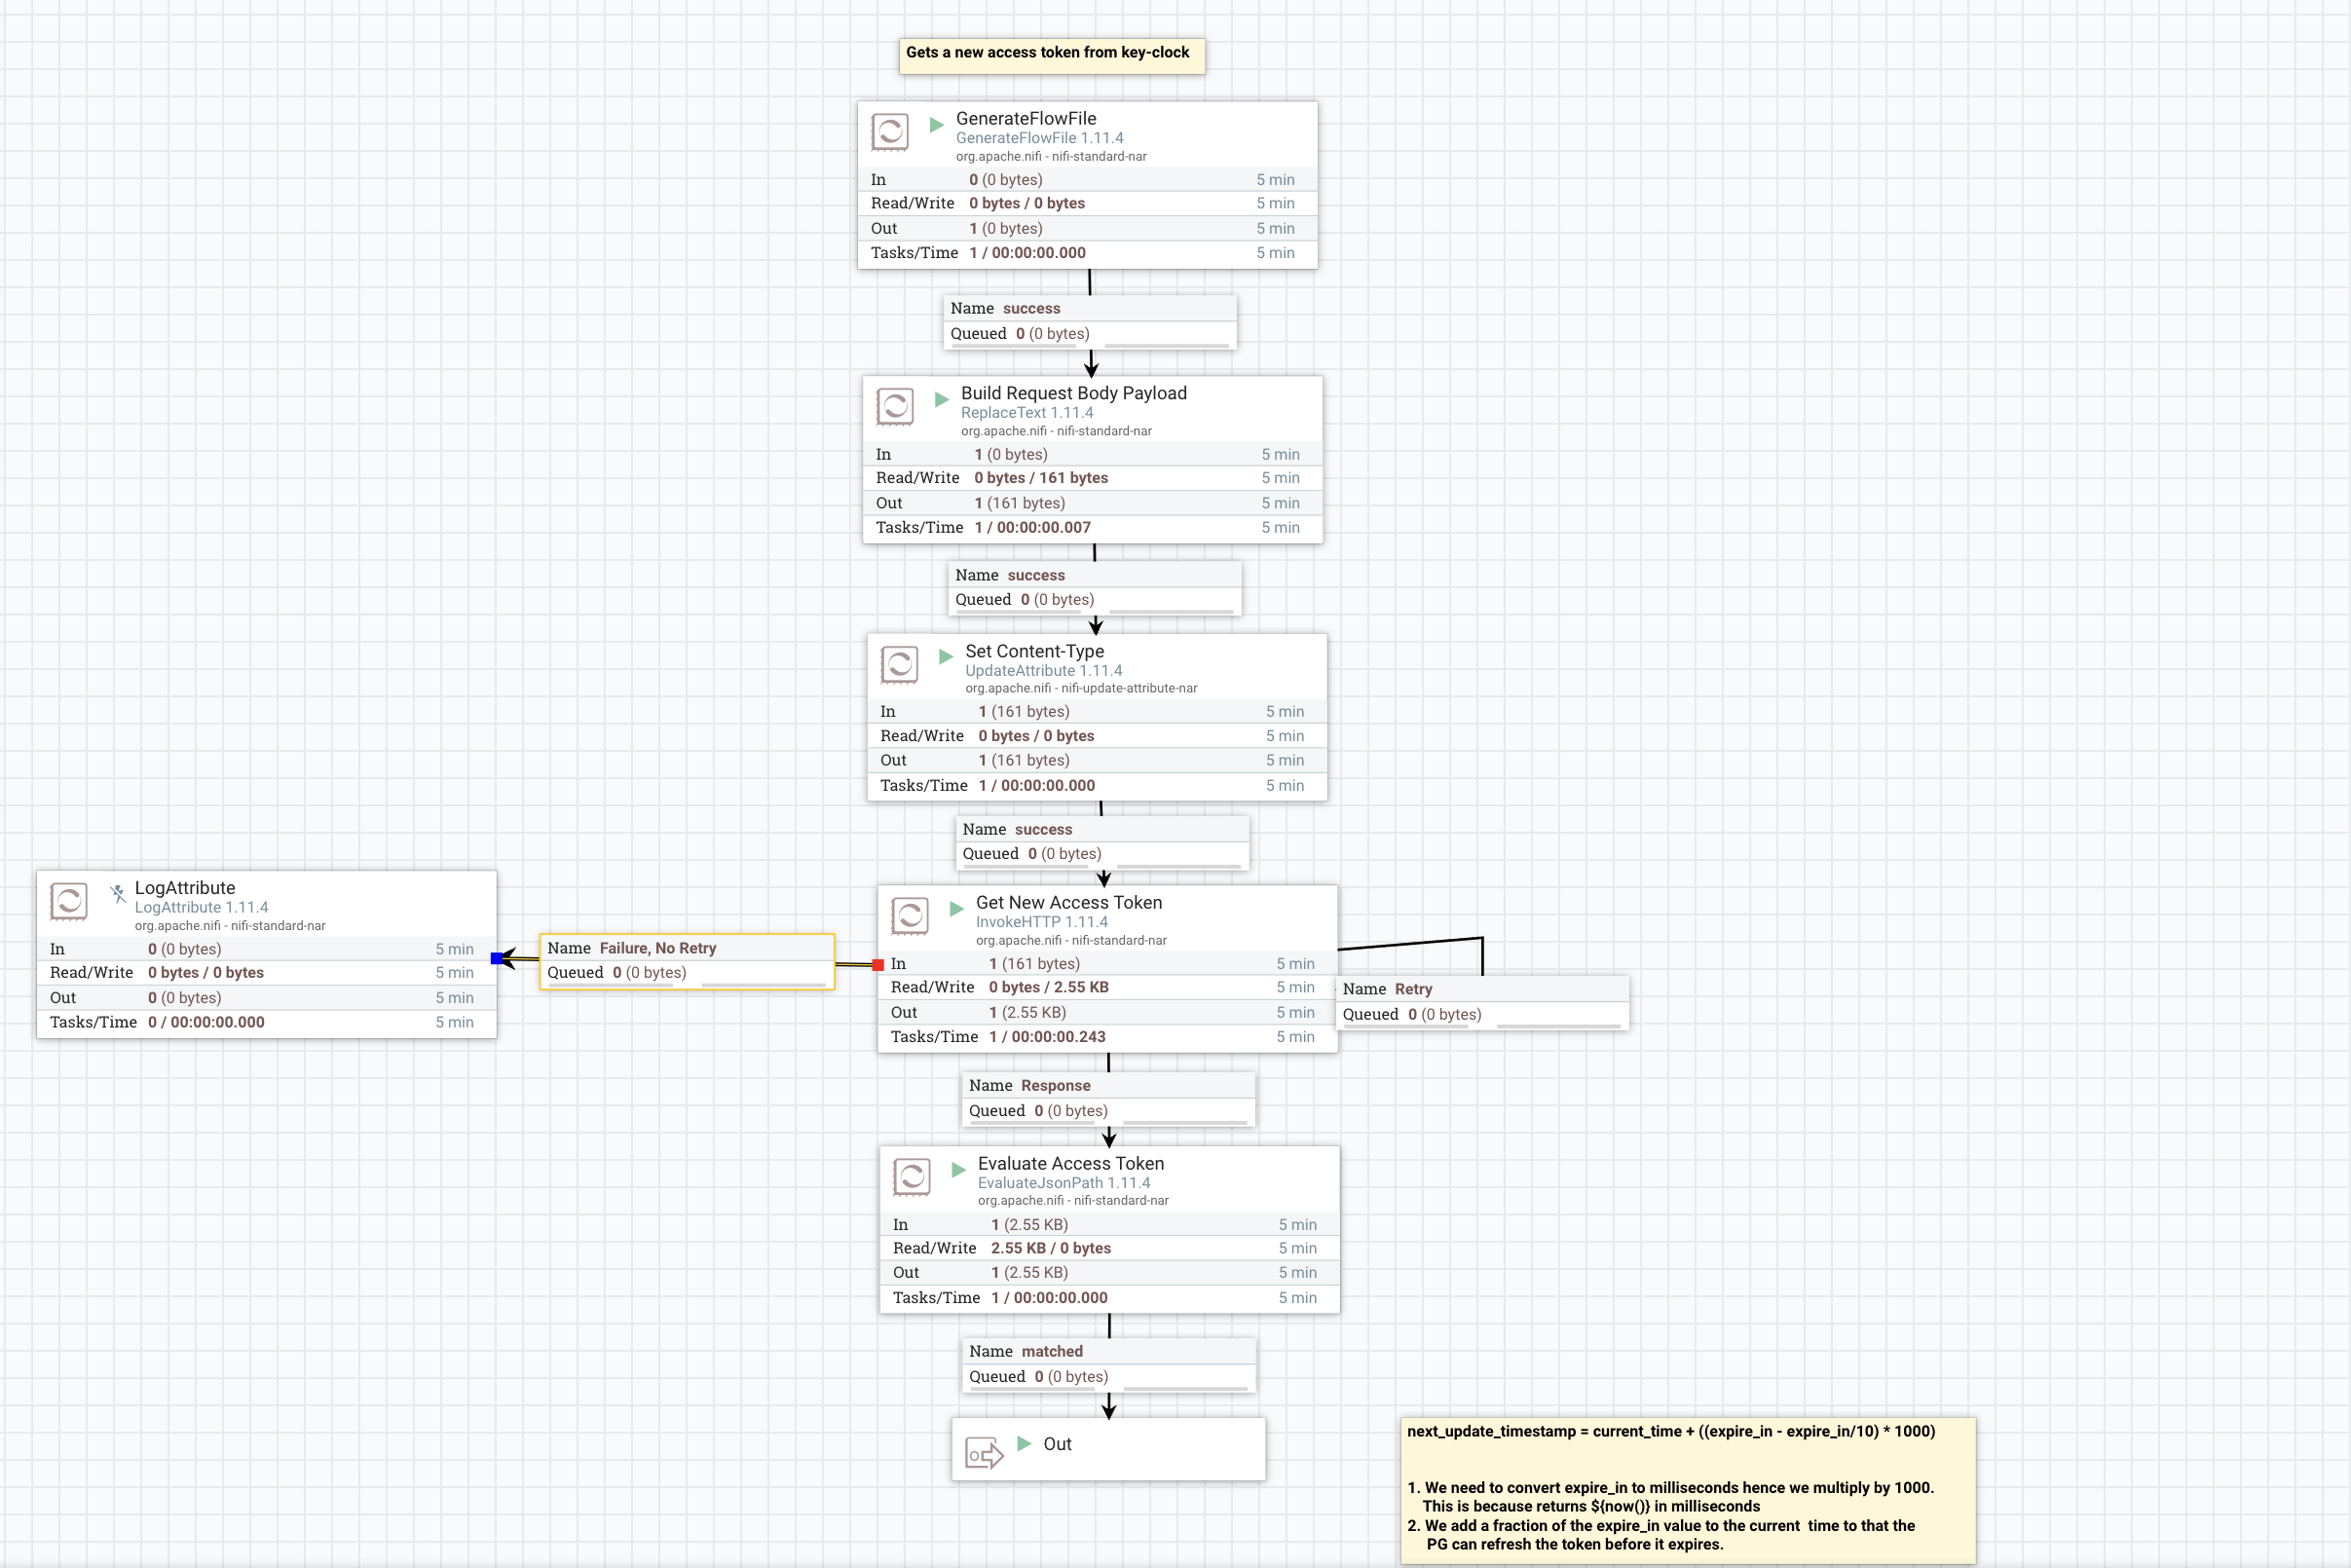 Gets a new access token from key-clock
GenerateFlowFile
GenerateFlowFile 1.11.4
org.apache.nifi - nifi-standard-nar
In 0 (0 bytes) 5 min
Read/Write 0 bytes / 0 bytes 5 min
Out 1 (0 bytes) 5 min
Tasks/Time 1 / 00:00:00.000 5 min
Name success
Queued 0 (0 bytes)
Build Request Body Payload
ReplaceText 1.11.4
org.apache.nifi - nifi-standard-nar
In 1 (0 bytes) 5 min
Read/Write 0 bytes / 161 bytes 5 min
Out 1 (161 bytes) 5 min
Tasks/Time 1 / 00:00:00.007 5 min
Name success
Queued 0 (0 bytes)
Set Content-Type
UpdateAttribute 1.11.4
org.apache.nifi - nifi-update-attribute-nar
In 1 (161 bytes) 5 min
Read/Write 0 bytes / 0 bytes 5 min
Out 1 (161 bytes) 5 min
Tasks/Time 1 / 00:00:00.000 5 min
Name success
Queued 0 (0 bytes)
LogAttribute
LogAttribute 1.11.4
org.apache.nifi - nifi-standard-nar
In 0 (0 bytes) 5 min
Read/Write 0 bytes / 0 bytes 5 min
Out 0 (0 bytes) 5 min
Tasks/Time 0 / 00:00:00.000 5 min
Name Failure, No Retry
Queued 0 (0 bytes)
Get New Access Token
InvokeHTTP 1.11.4
org.apache.nifi - nifi-standard-nar
In 1 (161 bytes) 5 min
Read/Write 0 bytes / 2.55 KB 5 min
Out 1 (2.55 KB) 5 min
Tasks/Time 1 / 00:00:00.243 5 min
Name Retry
Queued 0 (0 bytes)
Name Response
Queued 0 (0 bytes)
Evaluate Access Token
EvaluateJsonPath 1.11.4
org.apache.nifi - nifi-standard-nar
In 1 (2.55 KB) 5 min
Read/Write 2.55 KB / 0 bytes 5 min
Out 1 (2.55 KB) 5 min
Tasks/Time 1 / 00:00:00.000 5 min
Name matched
Queued 0 (0 bytes)
Out
next_update_timestamp = current_time + ((expire_in - expire_in/10) * 1000)
1. We need to convert expire_in to milliseconds hence we multiply by 1000.
This is because returns ${now()} in milliseconds
2. We add a fraction of the expire_in value to the current time to that the
PG can refresh the token before it expires.